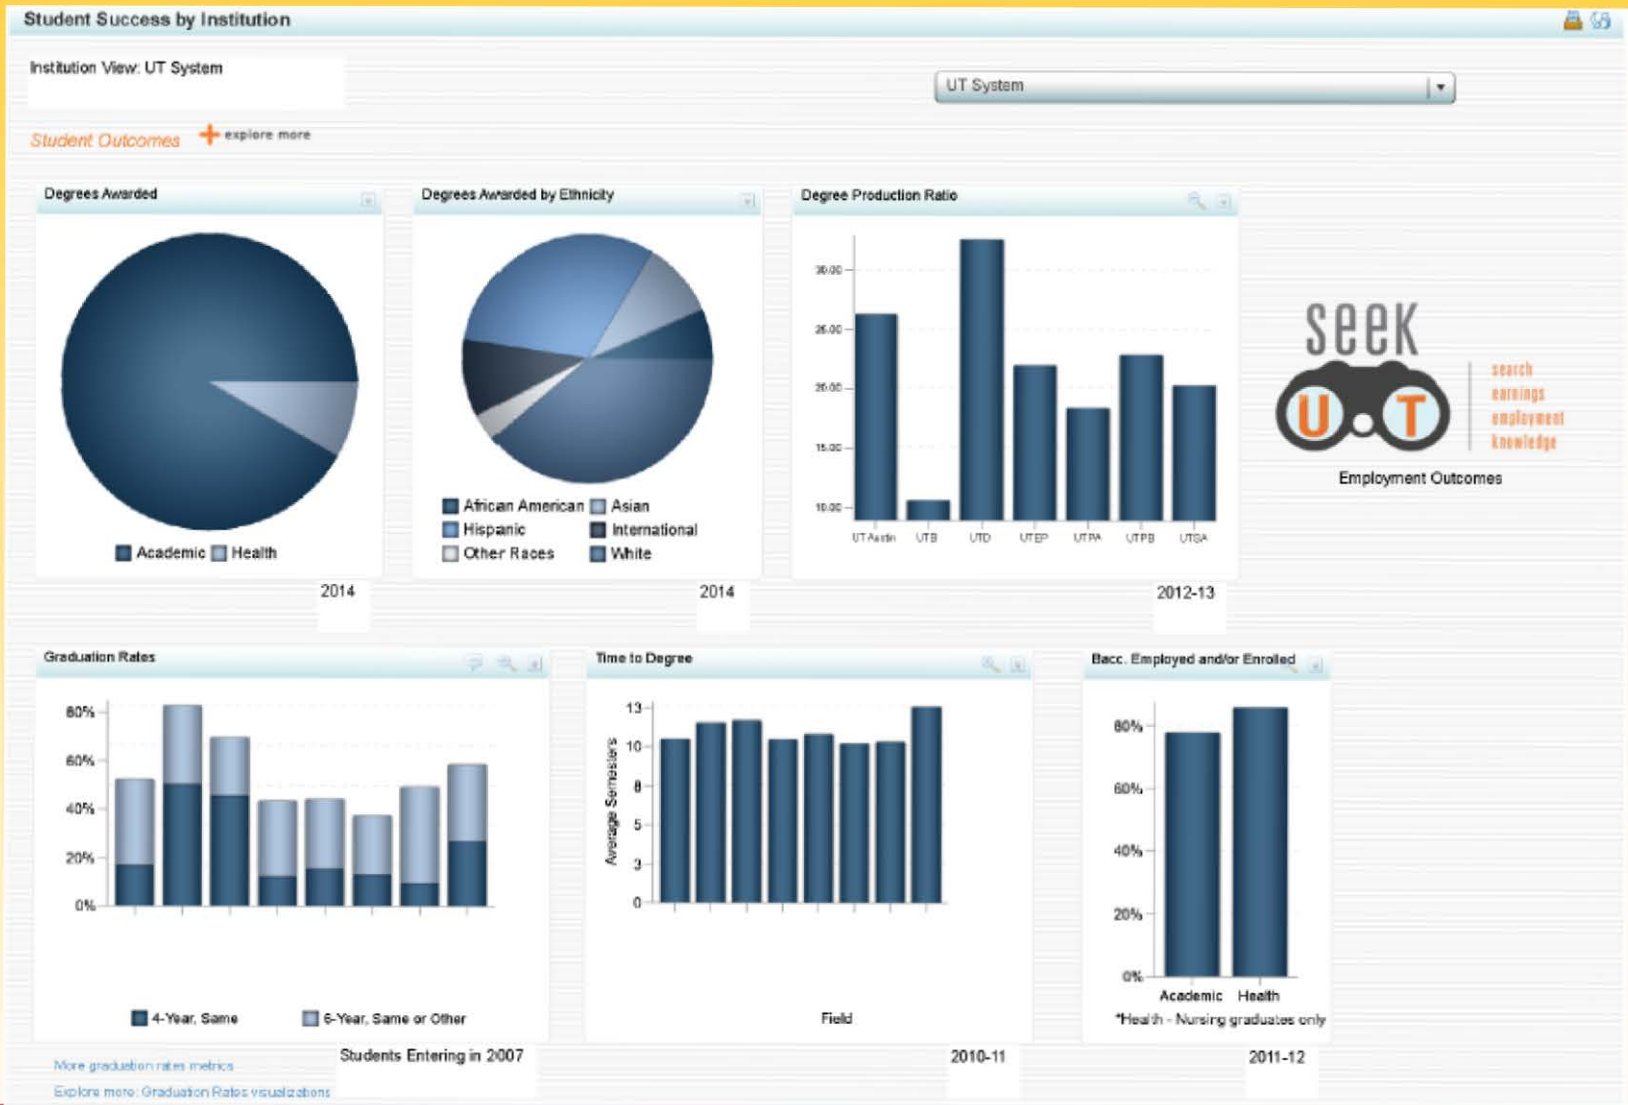 Student Success by Institution
Institution View: UT System
UT System
Student Outcomes
explore more
Degrees Awarded
Academic
Health
2014
Degrees Awarded by Ethnicity
African American
Asian
Hispanic
International
Other Races
White
2014
Degree Production Ratio
30.00
25.00
20.00
15.00
10.00
UT Austin
UTB
UTD
UTEP
UTPA
UTPB
UTSA
2012-13
seek
UT
search
earnings
employment
knowledge
Employment Outcomes
Graduation Rates
80%
60%
40%
20%
0%
4-Year, Same
6-Year, Same or Other
Students Entering in 2007
More graduation rates metrics
Explore more: Graduation Rates visualizations
Time to Degree
Average Semesters
13
10
8
5
3
0
Field
2010-11
Bacc. Employed and/or Enrolled
80%
60%
40%
20%
0%
Academic
Health
*Health - Nursing graduates only
2011-12